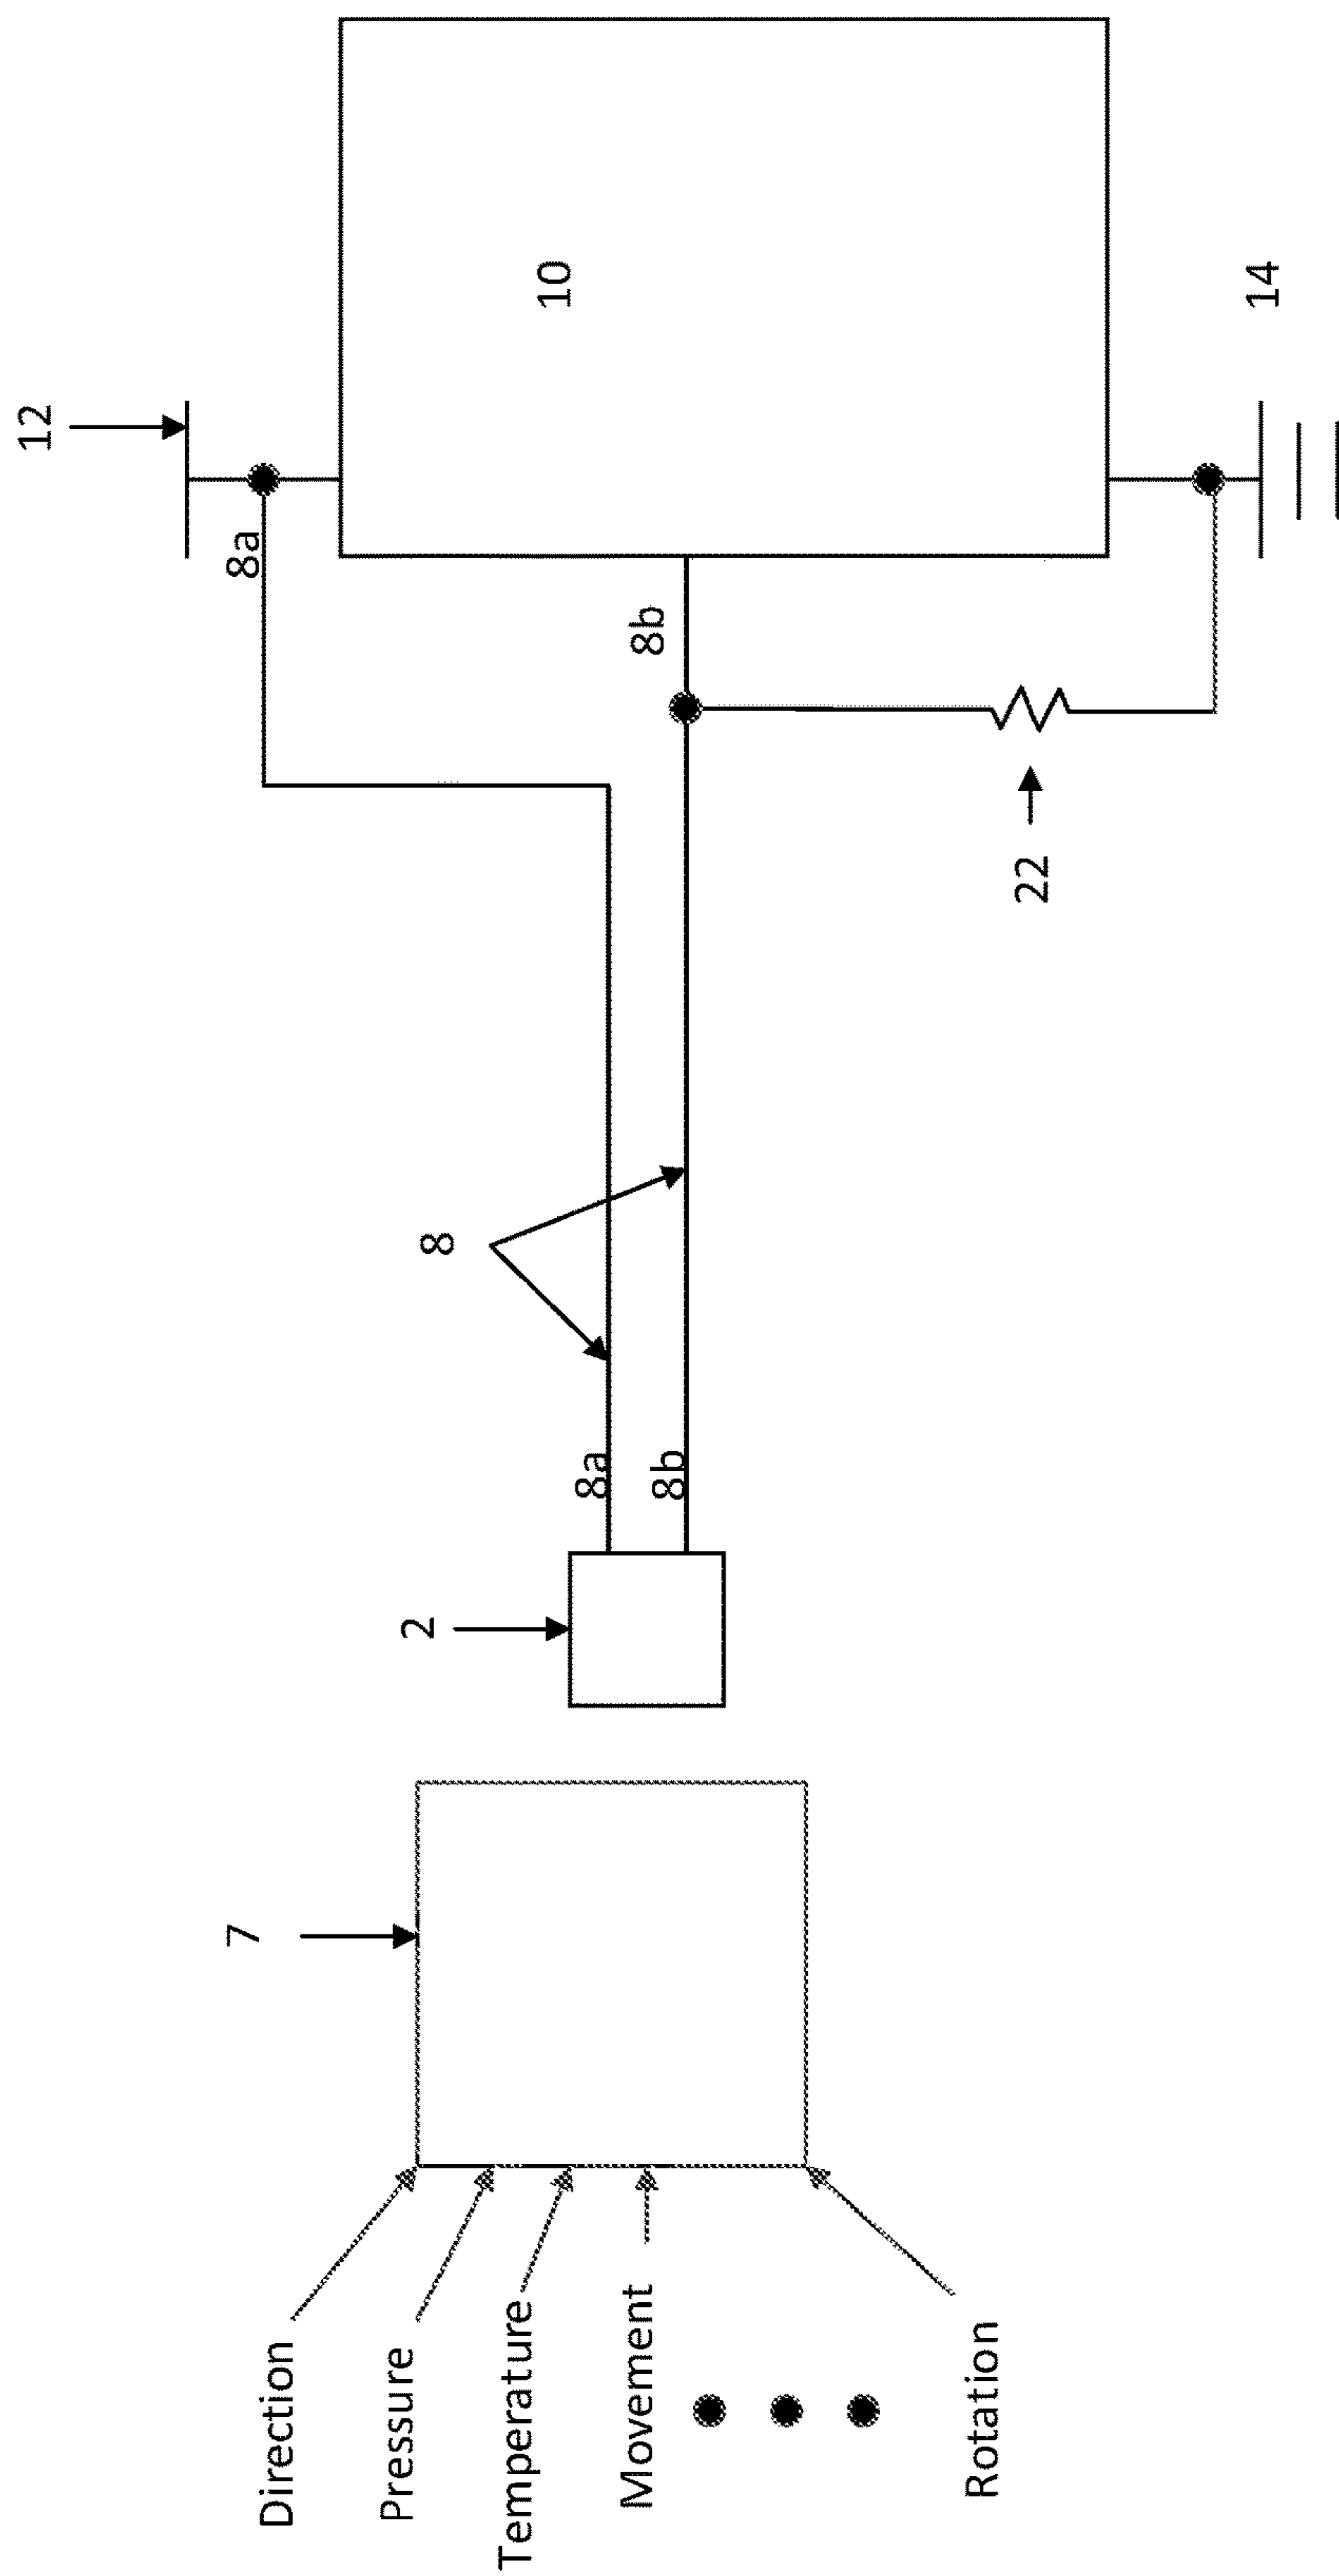 12
8a
10
8b
14
22
8
8a
8b
2
7
Direction
Pressure
Temperature
Movement
Rotation